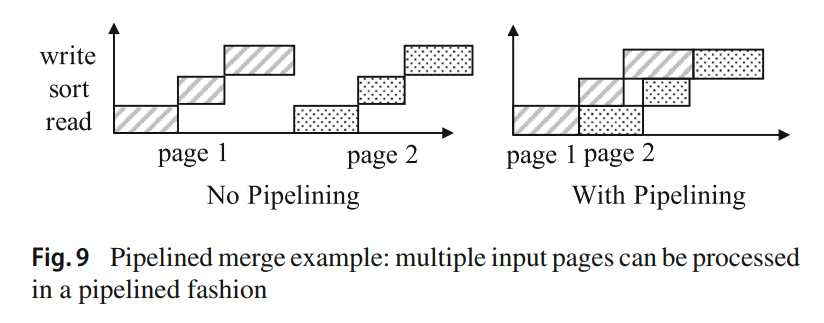 write
sort
read
page 1
page 2
No Pipelining
page 1 page 2
With Pipelining
Fig. 9 Pipelined merge example: multiple input pages can be processed
in a pipelined fashion